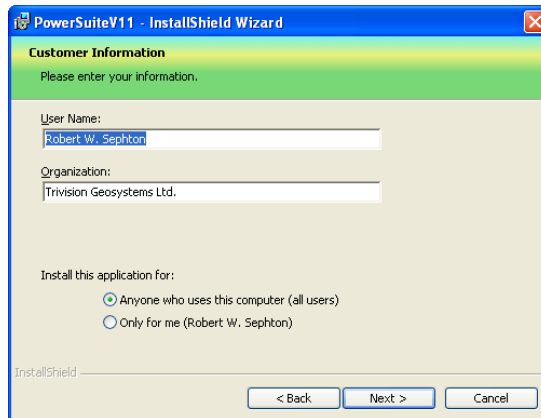 PowerSuiteV11 - InstallShield Wizard
Customer Information
Please enter your information.
User Name:
Robert W. Sephton
Organization:
Trivision Geosystems Ltd.
Install this application for:
Anyone who uses this computer (all users)
Only for me (Robert W. Sephton)
InstallShield
< Back Next > Cancel